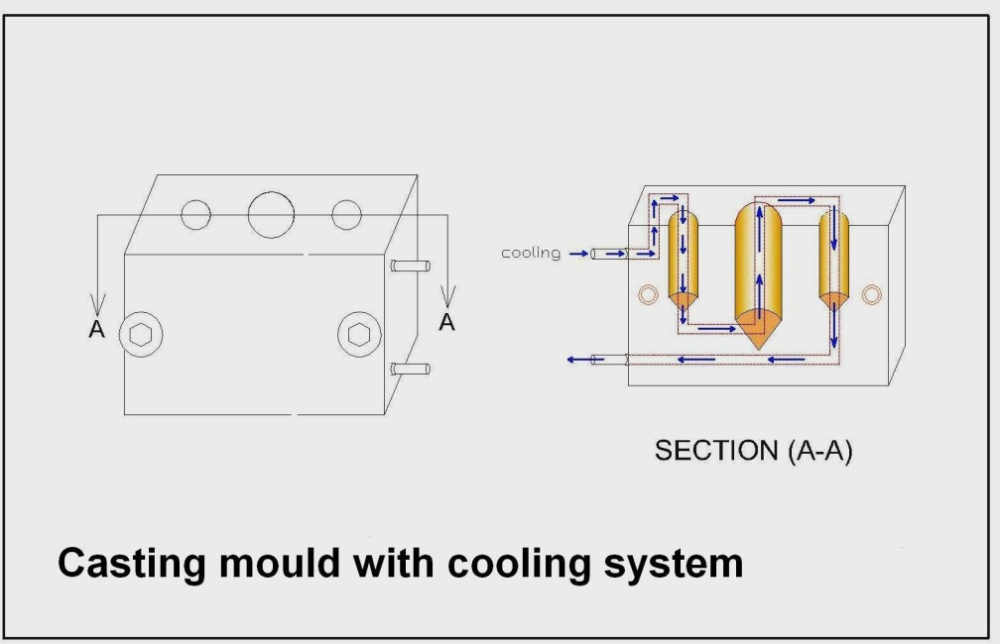 cooling
A
A
SECTION (A-A)
Casting mould with cooling system